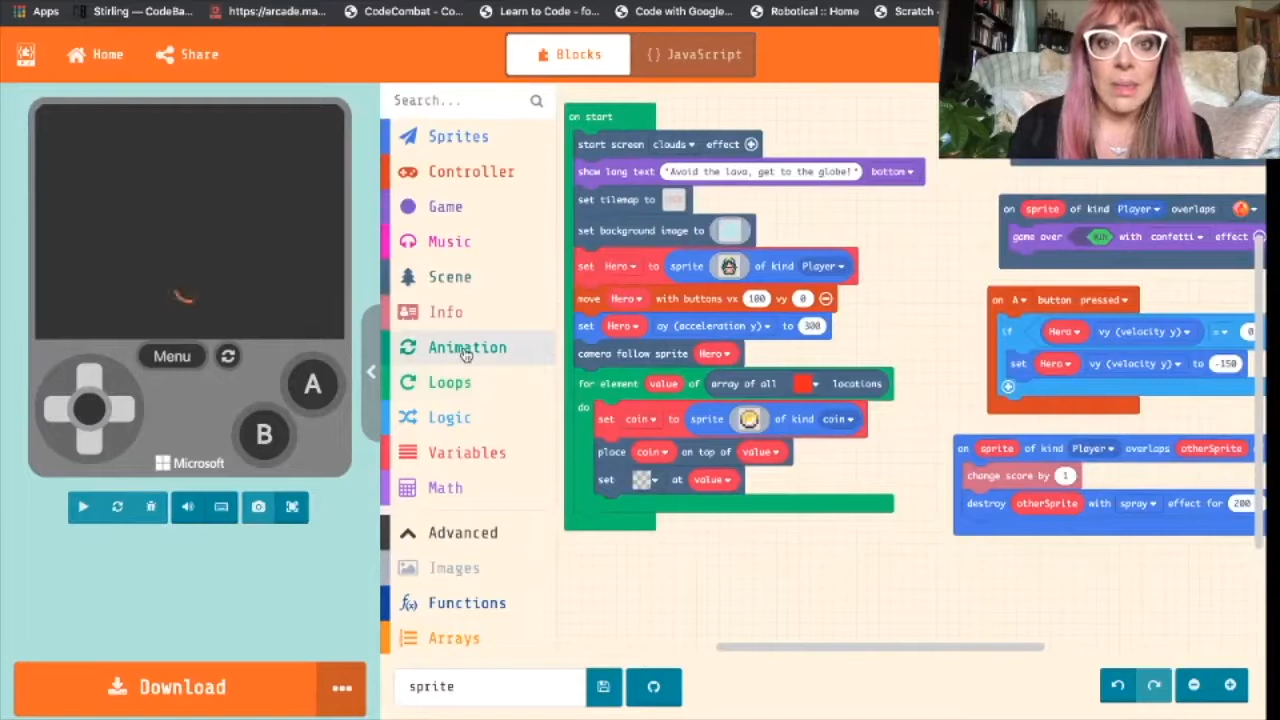 Apps Stirling -- CodeBa... https://arcade.ma... CodeCombat - Co... Learn to Code - fo... Code with Google... Robotical :: Home Scratch -
Home Share Blocks {} JavaScript
Search...
Sprites
Controller
Game
Music
Scene
Info
Animation
Loops
Logic
Variables
Math
Advanced
Images
Functions
Arrays
Menu
A
B
Microsoft
Download ...
on start
start screen clouds effect
show long text "Avoid the lava, get to the globe!" bottom
set tilemap to
set background image to
set Hero to sprite of kind Player
move Hero with buttons vx 100 vy 0
set Hero ay (acceleration y) to 300
camera follow sprite Hero
for element value of array of all locations
do
set coin to sprite of kind coin
place coin on top of value
set at value
on sprite of kind Player overlaps
game over WIN with confetti effect
on A button pressed
if Hero vy (velocity y) = 0
set Hero vy (velocity y) to -150
on sprite of kind Player overlaps otherSprite
change score by 1
destroy otherSprite with spray effect for 200
sprite